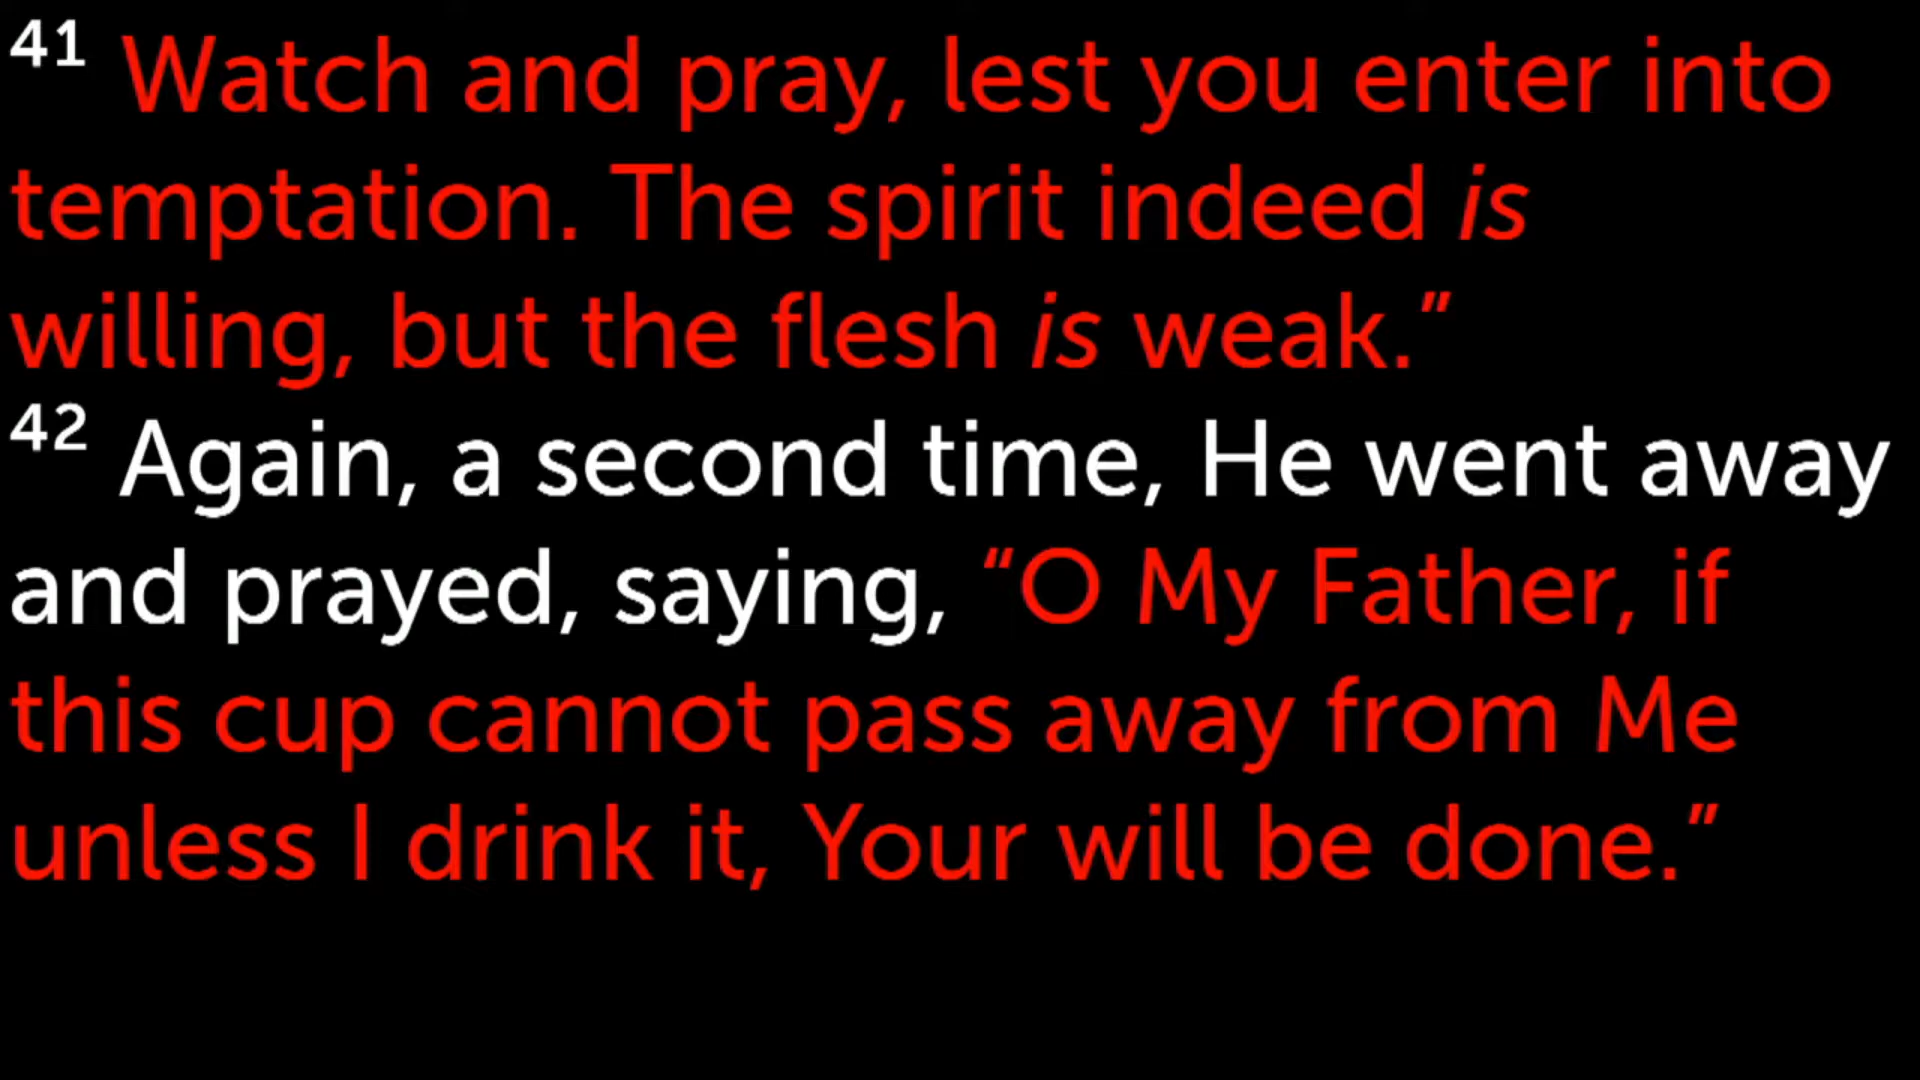 41 Watch and pray, lest you enter into
temptation. The spirit indeed is
willing, but the flesh is weak.”
42 Again, a second time, He went away
and prayed, saying, “O My Father, if
this cup cannot pass away from Me
unless I drink it, Your will be done.”